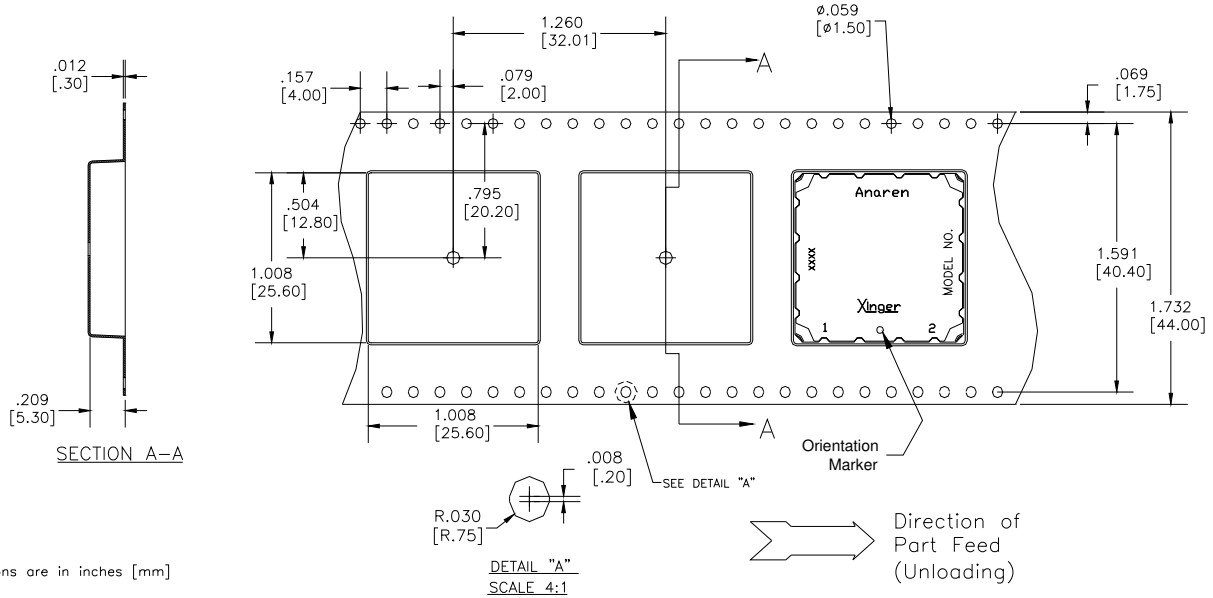 1.260
[32.01]
ø.059
[ø1.50]
.012
[.30]
.157
[4.00]
.079
[2.00]
A
.069
[1.75]
.504
[12.80]
.795
[20.20]
Anaren
xxxx
MODEL NO.
Xinger
1
2
1.008
[25.60]
1.591
[40.40]
1.732
[44.00]
.209
[5.30]
SECTION A-A
1.008
[25.60]
A
Orientation
Marker
.008
[.20]
SEE DETAIL "A"
R.030
[R.75]
DETAIL "A"
SCALE 4:1
Direction of
Part Feed
(Unloading)
ns are in inches [mm]